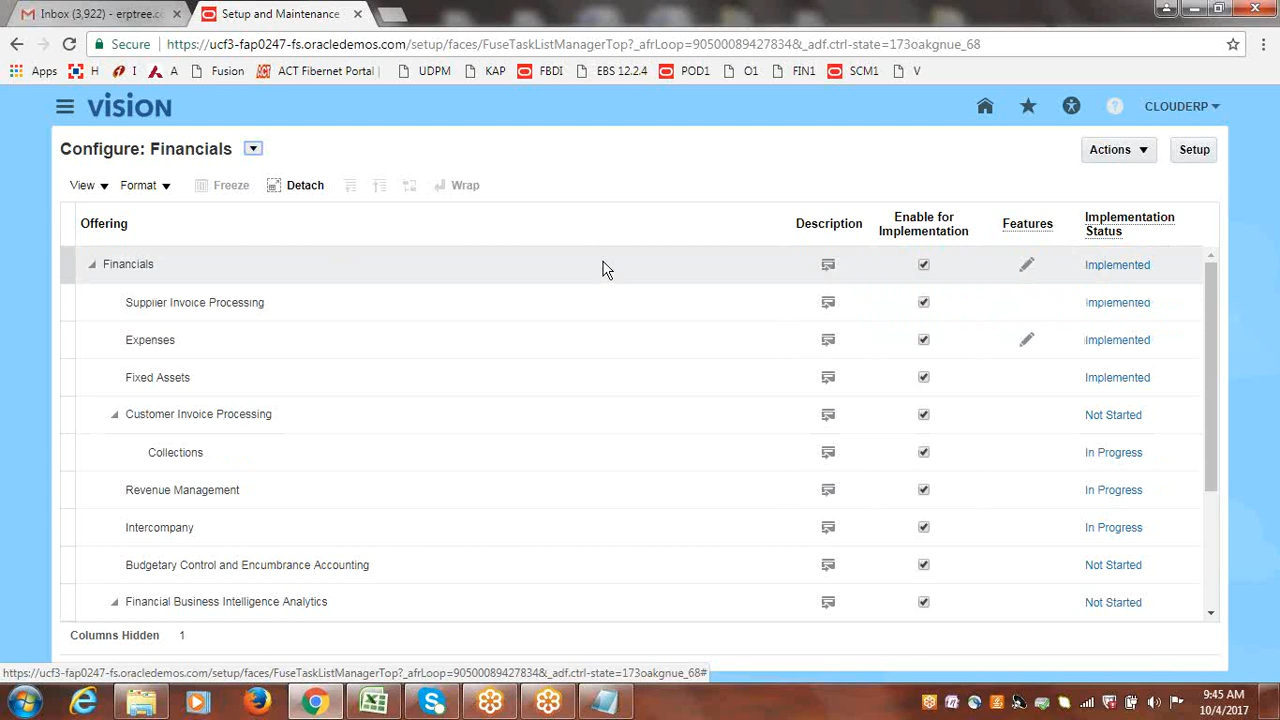 Inbox (3,922) - erptree.c
Setup and Maintenance
Secure
https://ucf3-fap0247-fs.oracledemos.com/setup/faces/FuseTaskListManagerTop?_afrLoop=90500089427834&_adf.ctrl-state=173oakgnue_68
Apps H I A Fusion ACT Fibernet Portal UDPM KAP FBDI EBS 12.2.4 POD1 O1 FIN1 SCM1 V
VISION
CLOUDERP
Configure: Financials
Actions Setup
View Format Freeze Detach Wrap
Offering Description Enable for Implementation Features Implementation Status
Financials Implemented
Supplier Invoice Processing Implemented
Expenses Implemented
Fixed Assets Implemented
Customer Invoice Processing Not Started
Collections In Progress
Revenue Management In Progress
Intercompany In Progress
Budgetary Control and Encumbrance Accounting Not Started
Financial Business Intelligence Analytics Not Started
Columns Hidden 1
https://ucf3-fap0247-fs.oracledemos.com/setup/faces/FuseTaskListManagerTop?_afrLoop=90500089427834&_adf.ctrl-state=173oakgnue_68#
9:45 AM
10/4/2017